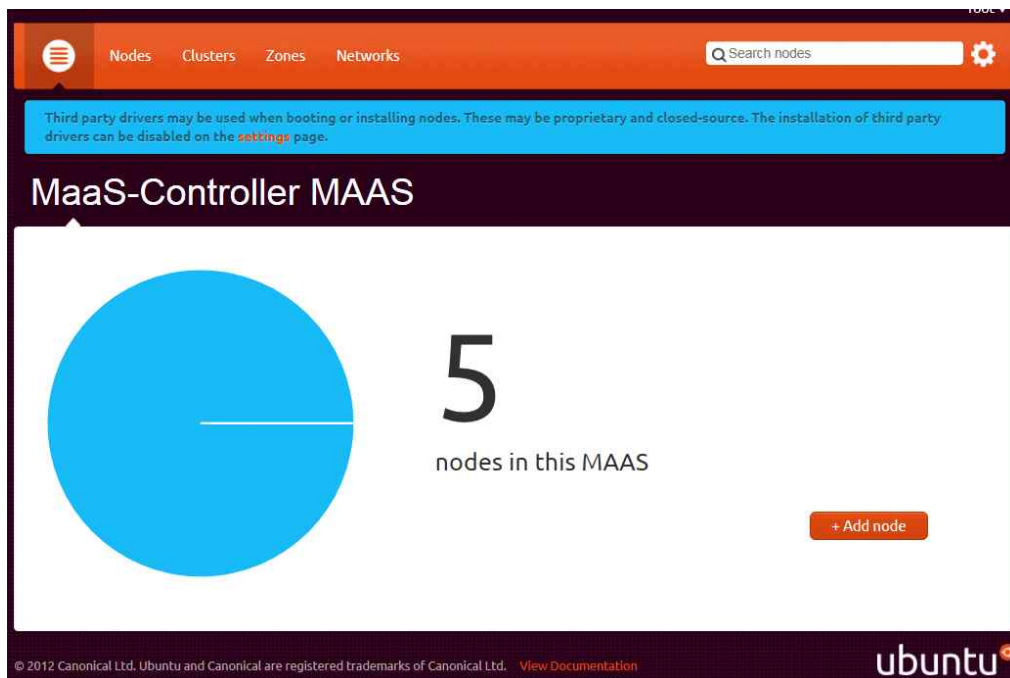 Nodes Clusters Zones Networks Search nodes
Third party drivers may be used when booting or installing nodes. These may be proprietary and closed-source. The installation of third party
drivers can be disabled on the settings page.
MaaS-Controller MAAS
5
nodes in this MAAS
+ Add node
© 2012 Canonical Ltd. Ubuntu and Canonical are registered trademarks of Canonical Ltd. View Documentation
ubuntu